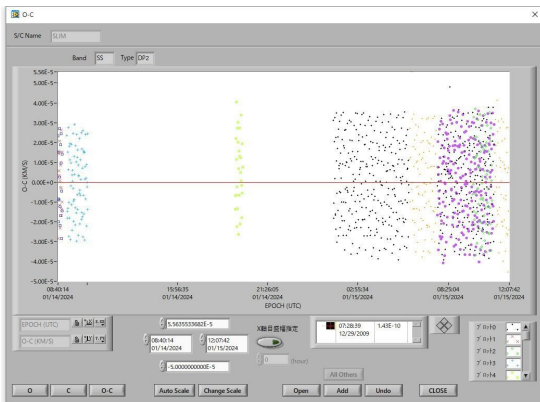 O-C
S/C Name SLIM
Band SS Type DP2
5.56E-5
5.00E-5
4.00E-5
3.00E-5
2.00E-5
1.00E-5
0.00E+0
-1.00E-5
-2.00E-5
-3.00E-5
-4.00E-5
-5.00E-5
O-C (KM/S)
08:40:14 15:56:35 21:26:05 02:55:34 08:25:04 12:07:42
01/14/2024 01/14/2024 01/14/2024 01/15/2024 01/15/2024 01/15/2024
EPOCH (UTC)
EPOCH (UTC)
O-C (KM/S)
5.5635533682E-5
08:40:14 12:07:42
01/14/2024 01/15/2024
-5.0000000000E-5
X軸目盛幅指定
0 (hour)
07:28:39 1.43E-10
12/29/2009
プロット0
プロット1
プロット2
プロット3
プロット4
All Others
O C O-C Auto Scale Change Scale Open Add Undo CLOSE